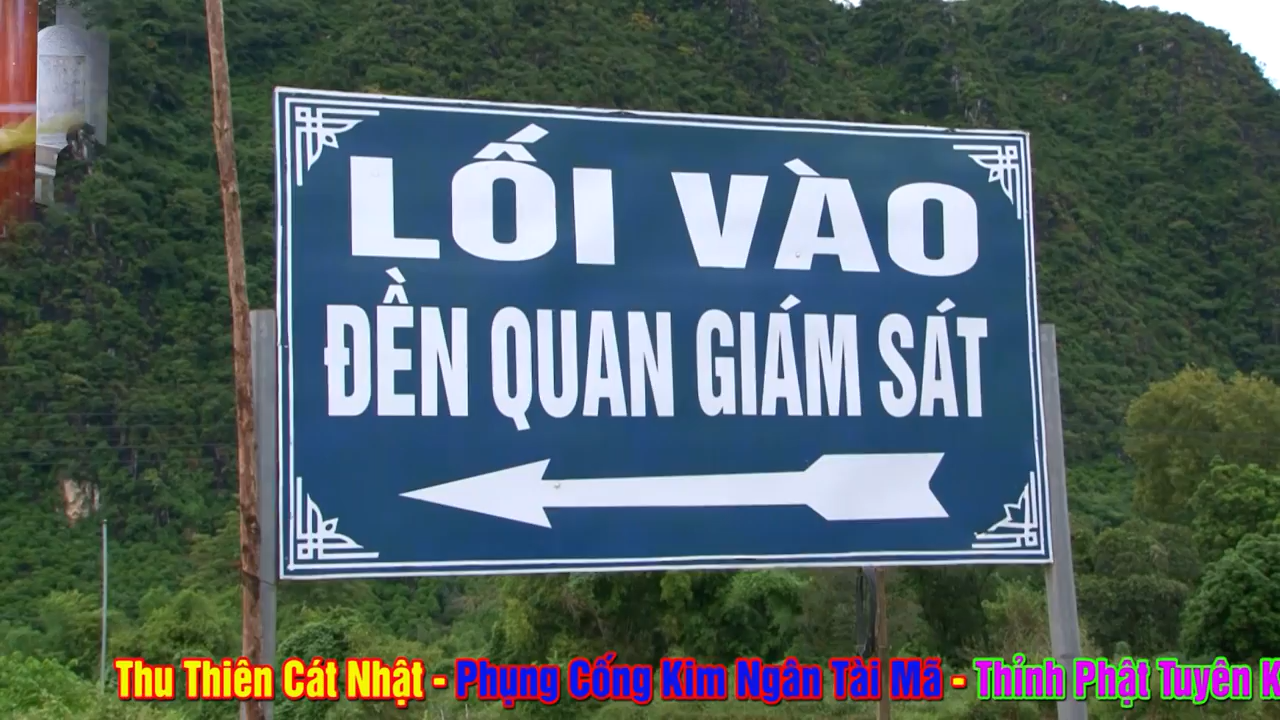 LỐI VÀO
ĐỀN QUAN GIÁM SÁT
Thu Thiên Cát Nhật - Phụng Cống Kim Ngân Tài Mã - Thỉnh Phật Tuyên K